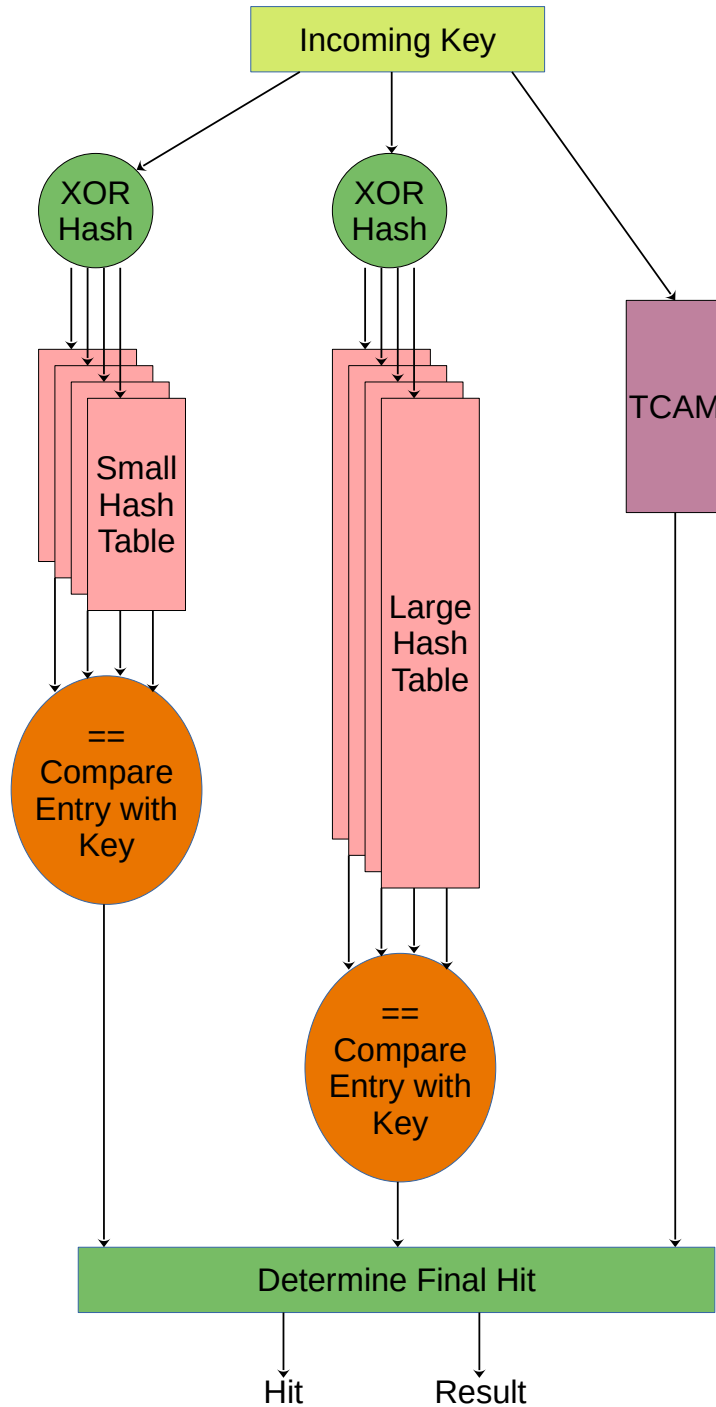 Incoming Key
XOR
Hash
XOR
Hash
TCAM
Small
Hash
Table
Large
Hash
Table
==
Compare
Entry with
Key
==
Compare
Entry with
Key
Determine Final Hit
Hit
Result